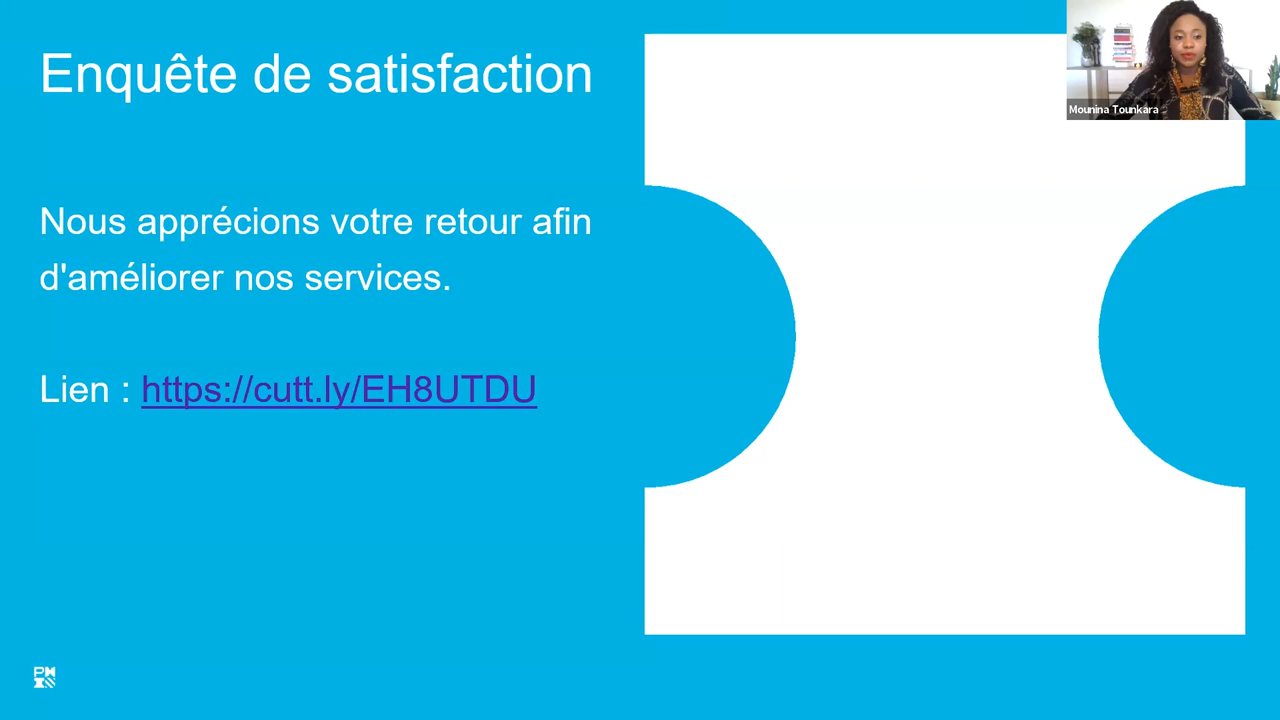 Enquête de satisfaction
Mounina Tounkara
Nous apprécions votre retour afin
d'améliorer nos services.
Lien : https://cutt.ly/EH8UTDU